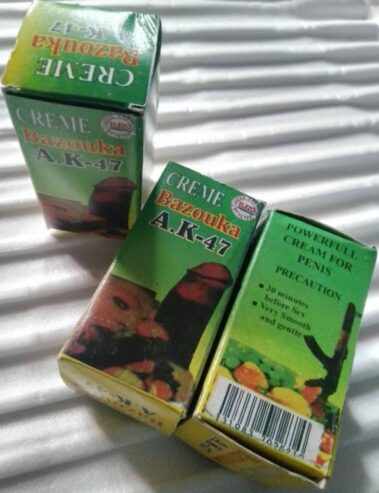 CREME
Bazouka
A.K-47
CREME
Bazouka
A.K-47
CREME
Bazouka
A.K-47
POWERFULL
CREAM FOR
PENIS
PRECAUTION
30 minutes
before Sex
Very Smooth
and gentle